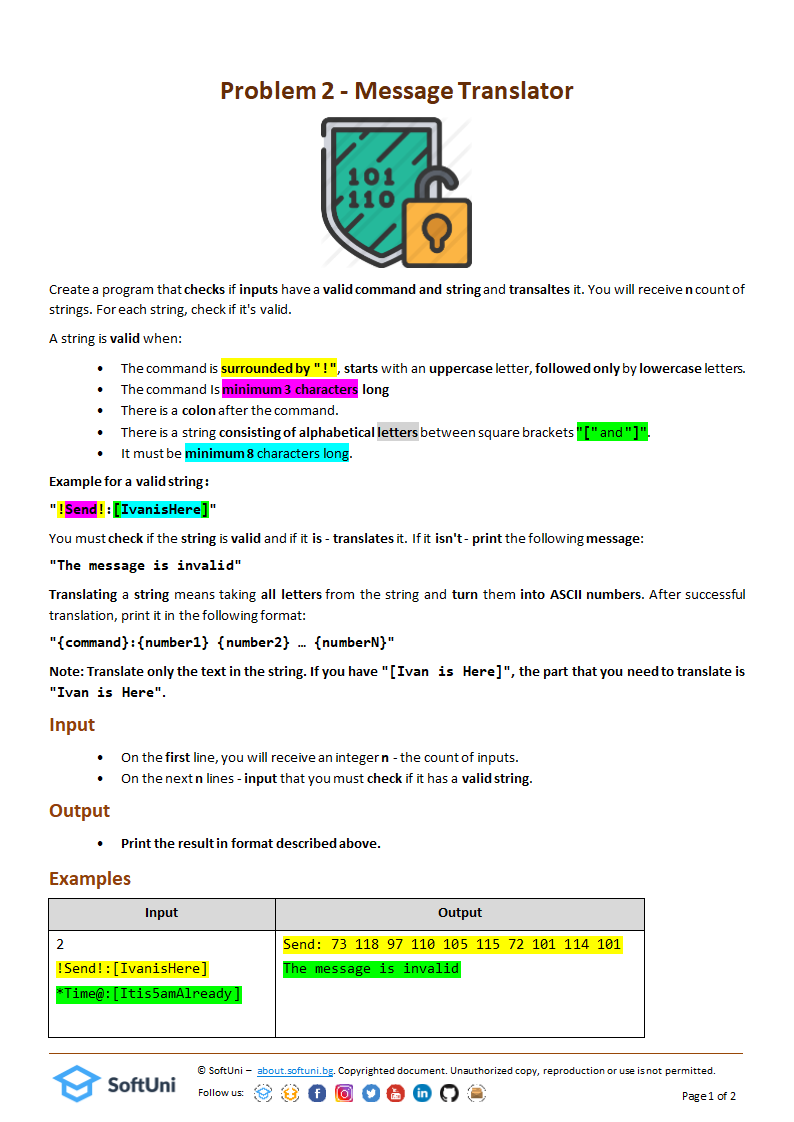 Problem 2 - Message Translator
101
110
Create a program that checks if inputs have a valid command and string and transaltes it. You will receive n count of
strings. For each string, check if it's valid.
A string is valid when:
• The command is surrounded by "!", starts with an uppercase letter, followed only by lowercase letters.
• The command Is minimum 3 characters long
• There is a colon after the command.
• There is a string consisting of alphabetical letters between square brackets "[" and "]".
• It must be minimum 8 characters long.
Example for a valid string:
"!Send!:[IvanisHere]"
You must check if the string is valid and if it is - translates it. If it isn't - print the following message:
"The message is invalid"
Translating a string means taking all letters from the string and turn them into ASCII numbers. After successful
translation, print it in the following format:
"{command}:{number1} {number2} … {numberN}"
Note: Translate only the text in the string. If you have "[Ivan is Here]", the part that you need to translate is
"Ivan is Here".
Input
• On the first line, you will receive an integer n - the count of inputs.
• On the next n lines - input that you must check if it has a valid string.
Output
• Print the result in format described above.
Examples
Input Output
2 Send: 73 118 97 110 105 115 72 101 114 101
!Send!:[IvanisHere] The message is invalid
*Time@:[Itis5amAlready]
SoftUni
© SoftUni – about.softuni.bg. Copyrighted document. Unauthorized copy, reproduction or use is not permitted.
Follow us:
Page 1 of 2